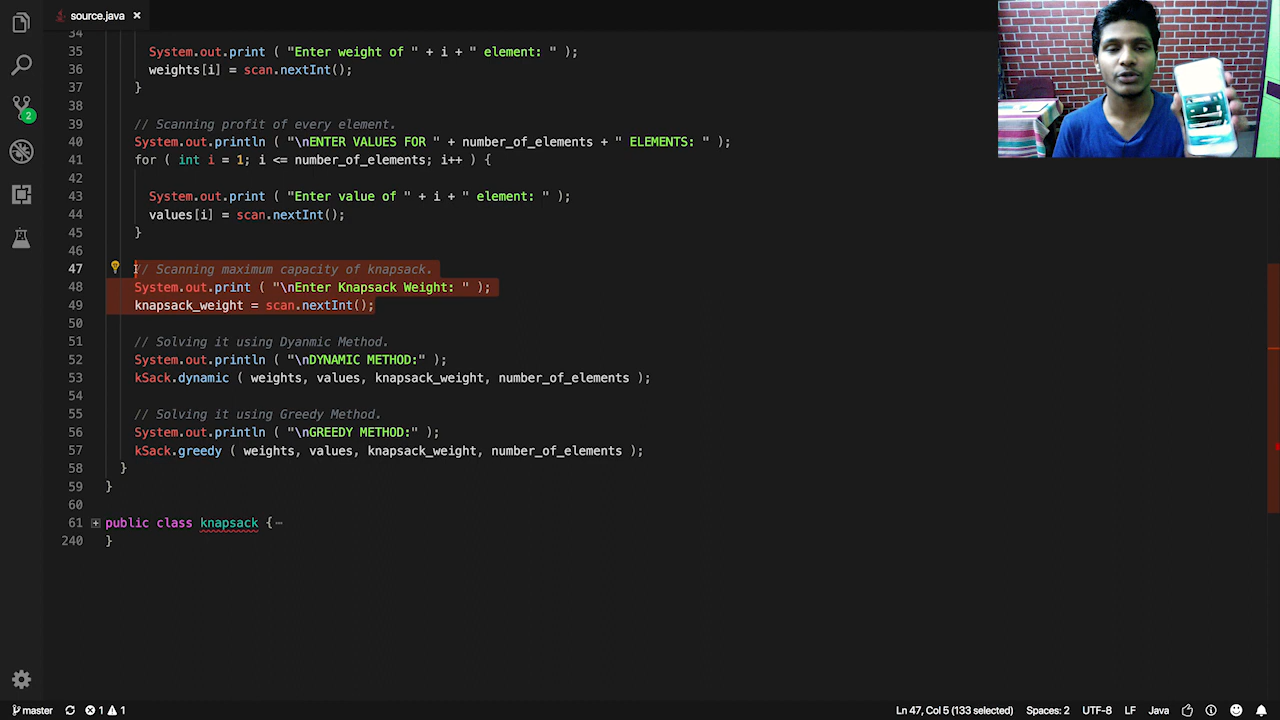 source.java ×
34
35 System.out.print ( "Enter weight of " + i + " element: " );
36 weights[i] = scan.nextInt();
37 }
38
39 // Scanning profit of each element.
40 System.out.println ( "\nENTER VALUES FOR " + number_of_elements + " ELEMENTS: " );
41 for ( int i = 1; i <= number_of_elements; i++ ) {
42
43 System.out.print ( "Enter value of " + i + " element: " );
44 values[i] = scan.nextInt();
45 }
46
47 // Scanning maximum capacity of knapsack.
48 System.out.print ( "\nEnter Knapsack Weight: " );
49 knapsack_weight = scan.nextInt();
50
51 // Solving it using Dyanmic Method.
52 System.out.println ( "\nDYNAMIC METHOD:" );
53 kSack.dynamic ( weights, values, knapsack_weight, number_of_elements );
54
55 // Solving it using Greedy Method.
56 System.out.println ( "\nGREEDY METHOD:" );
57 kSack.greedy ( weights, values, knapsack_weight, number_of_elements );
58 }
59 }
60
61 public class knapsack {
240 }
2
master 1 1 Ln 47, Col 5 (133 selected) Spaces: 2 UTF-8 LF Java